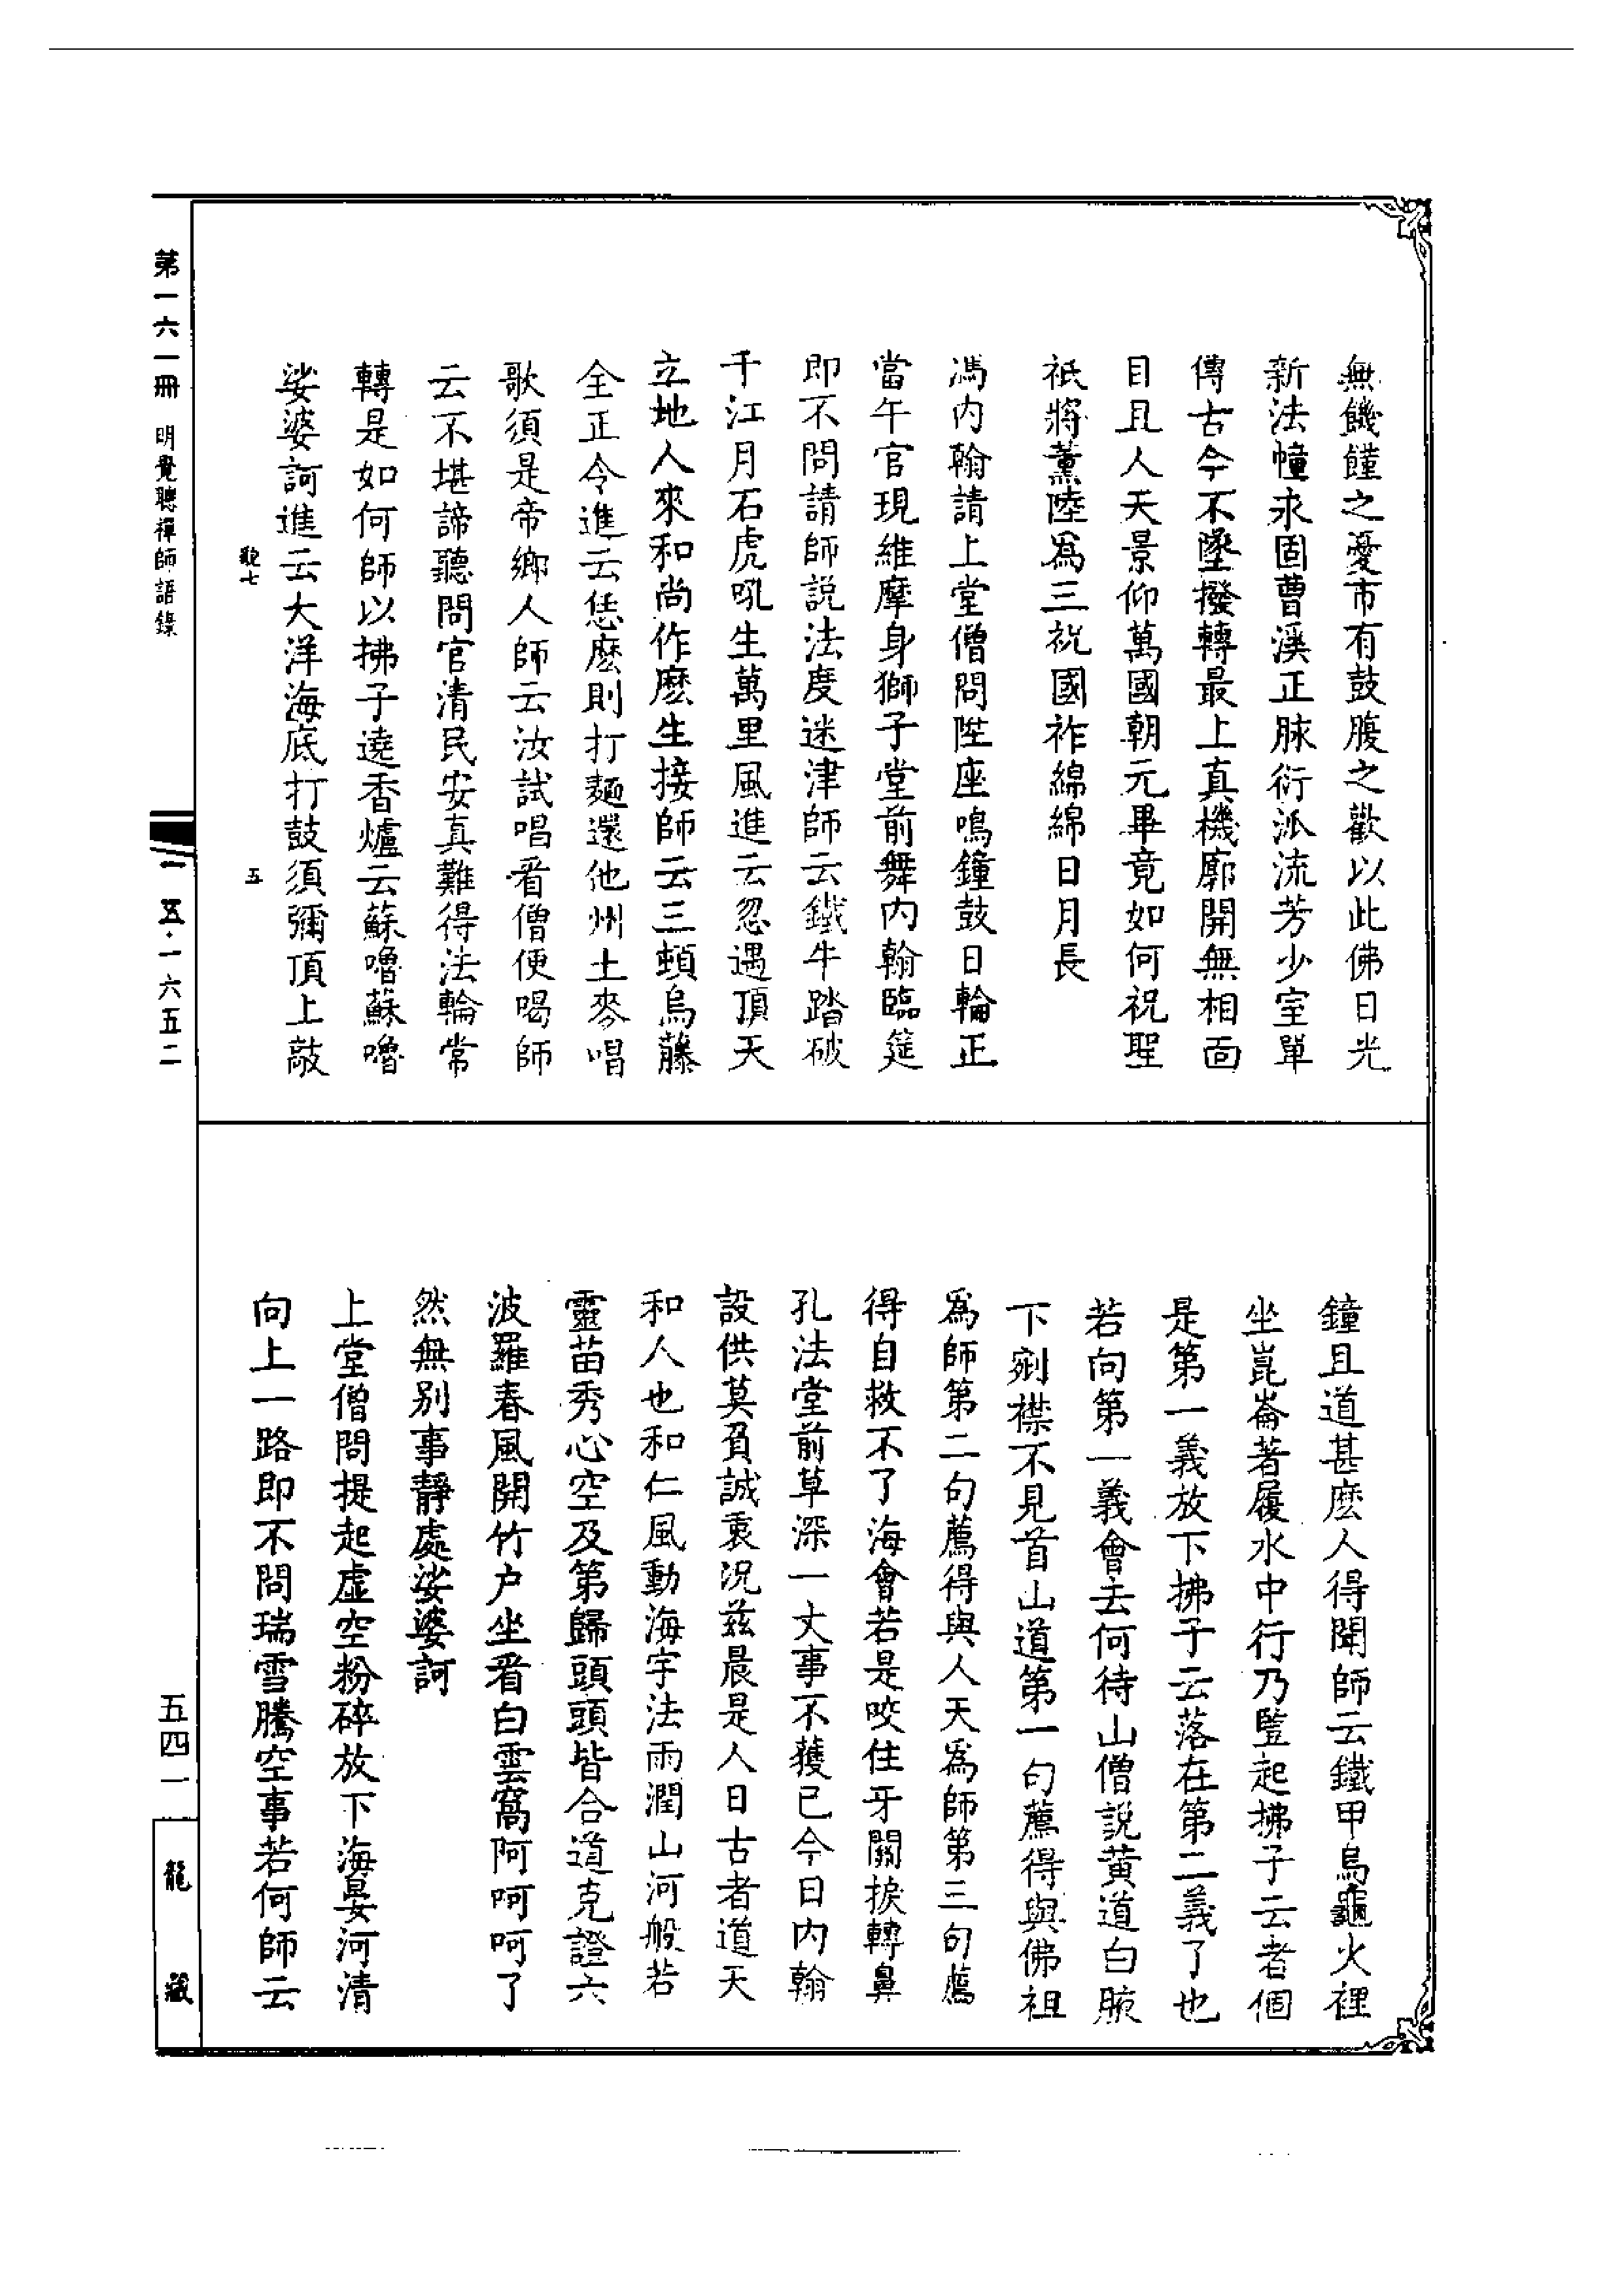 無饑饉之憂市有鼓腹之歡以此佛日光
新法幢永固曹溪正脉衍派流芳少室單
傳古今不墜撥轉最上真機廓開無相面
目且人天景仰萬國朝元畢竟如何祝聖
祇將薰陸爲三祝國祚綿綿日月長
馮内翰請上堂僧問陞座鳴鐘鼓日輪正
當午官現維摩身獅子堂前舞内翰臨筵
即不問請師説法度迷津師云鐵牛踏破
千江月石虎吼生萬里風進云忽遇頂天
立地人來和尚作麽生接師云三頓烏藤
全正令進云恁麽則打麵還他州土麥唱
歌須是帝鄉人師云汝試唱看僧便喝師
云不堪諦聽問官清民安真難得法輪常
轉是如何師以拂子遶香爐云蘇嚕蘇嚕
娑婆訶進云大洋海底打鼓須彌頂上敲
鐘且道甚麽人得聞師云鐵甲烏龜火裡
坐崑崙著履水中行乃豎起拂子云者個
是第一義放下拂子云落在第二義了也
若向第一義會去何待山僧説黄道白腋
下剜襟不見首山道第一句薦得與佛祖
爲師第二句薦得與人天爲師第三句薦
得自救不了海會若是咬住牙關捩轉鼻
孔法堂前草深一丈事不獲已今日内翰
設供莫負誠衷況兹晨是人日古者道天
和人也和仁風動海宇法雨潤山河般若
靈苗秀心空及第歸頭頭皆合道克證六
波羅春風開竹户坐看白雲窩阿呵呵了
然無别事靜處娑婆訶
上堂僧問提起虚空粉碎放下海晏河清
向上一路即不問瑞雪騰空事若何師云
第一六一冊 明覺聰禪師語錄
七
五
一五·一六五二
五四一
龍藏